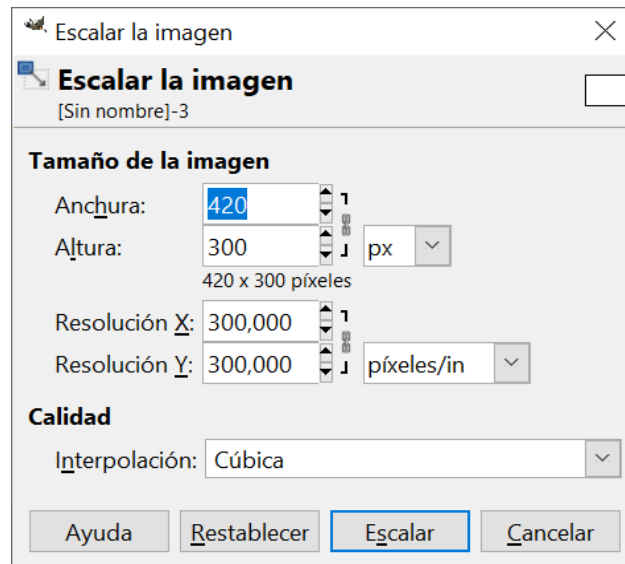 Escalar la imagen
Escalar la imagen
[Sin nombre]-3
Tamaño de la imagen
Anchura: 420
Altura: 300 px
420 x 300 píxeles
Resolución X: 300,000
Resolución Y: 300,000 píxeles/in
Calidad
Interpolación: Cúbica
Ayuda Restablecer Escalar Cancelar